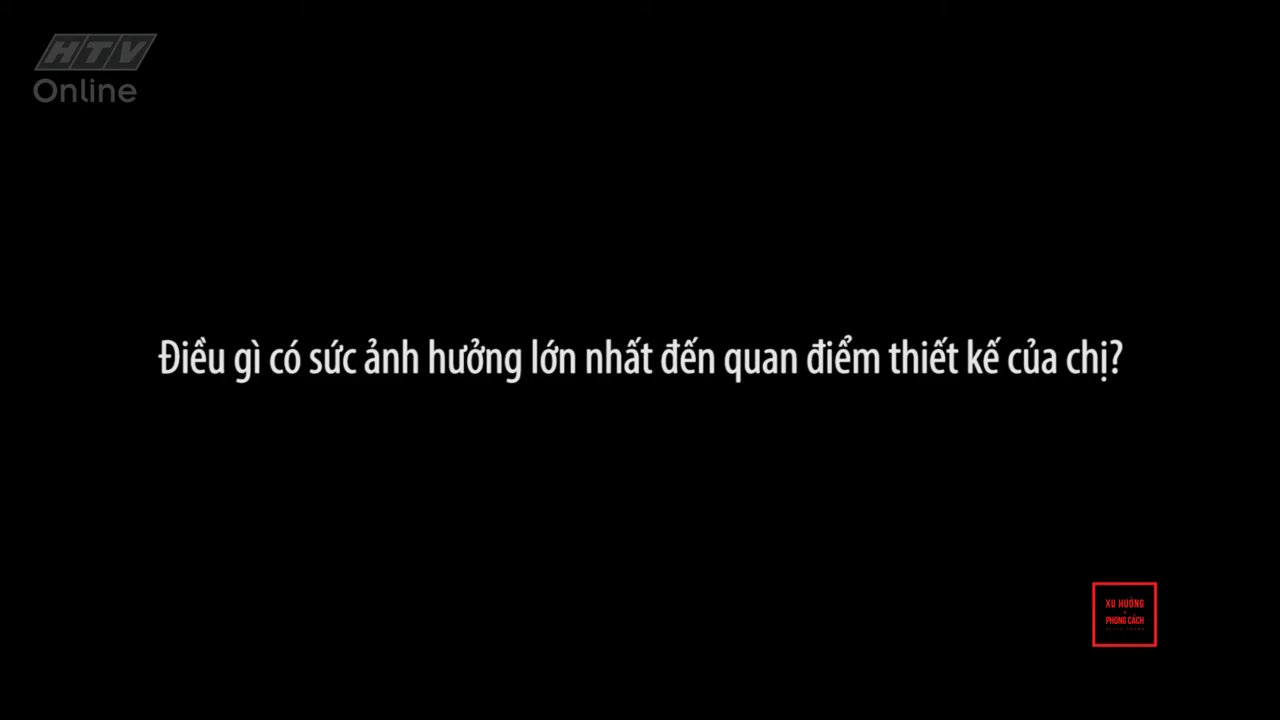 HTV
Online
Điều gì có sức ảnh hưởng lớn nhất đến quan điểm thiết kế của chị?
XU HƯỚNG
PHONG CÁCH